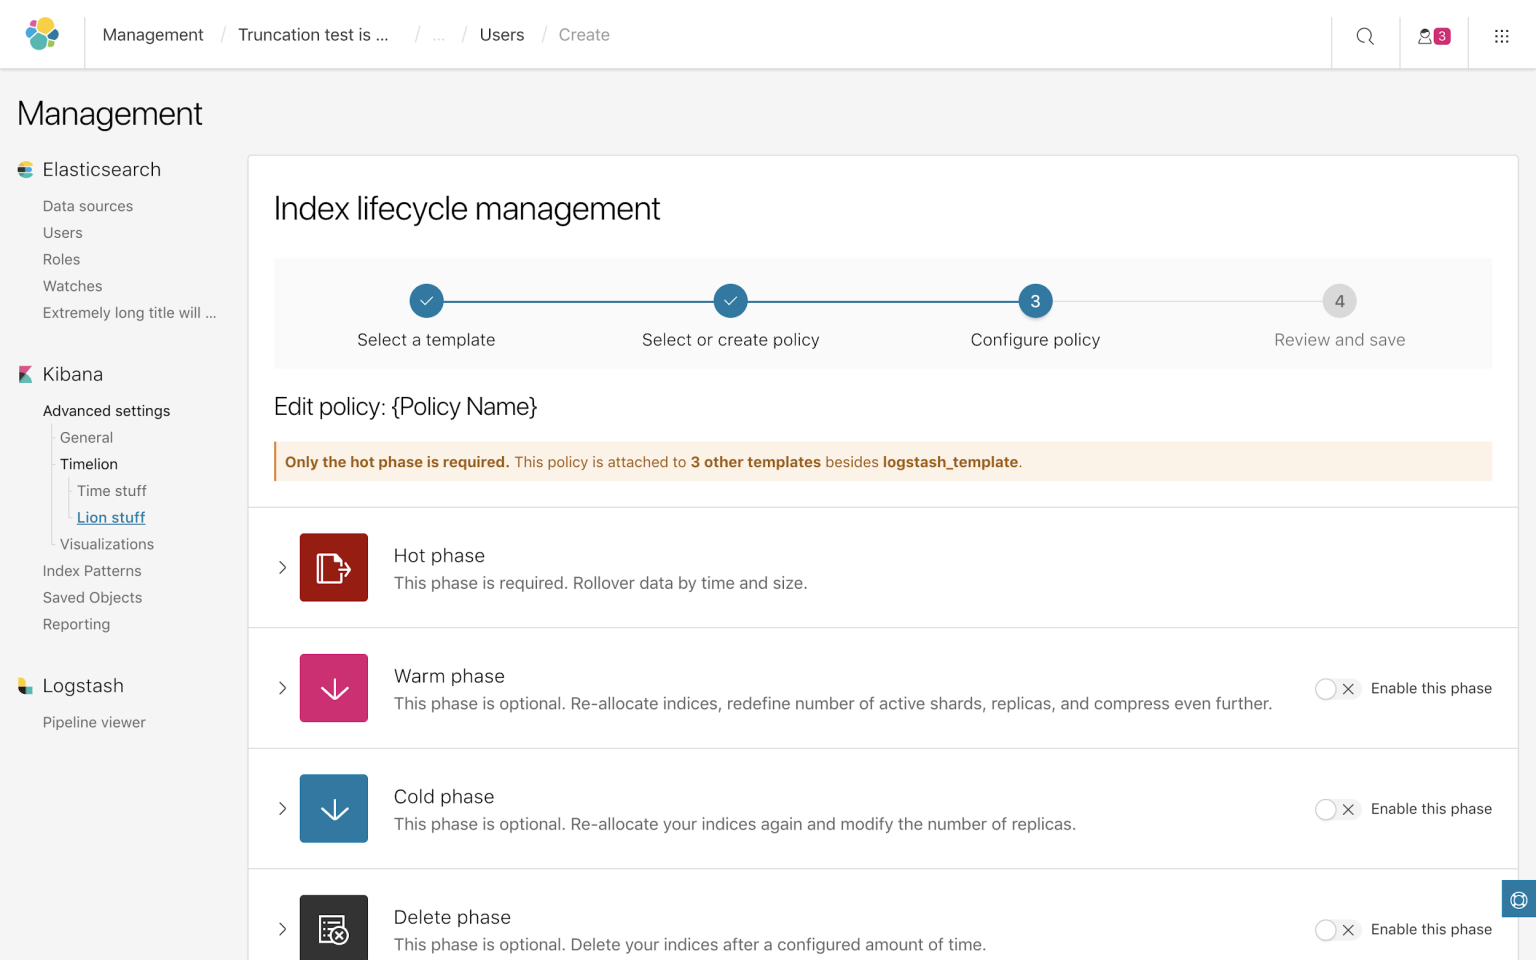 Management / Truncation test is ... / ... / Users / Create
3
Management
Elasticsearch
Data sources
Users
Roles
Watches
Extremely long title will ...
Kibana
Advanced settings
General
Timelion
Time stuff
Lion stuff
Visualizations
Index Patterns
Saved Objects
Reporting
Logstash
Pipeline viewer
Index lifecycle management
3 4
Select a template Select or create policy Configure policy Review and save
Edit policy: {Policy Name}
Only the hot phase is required. This policy is attached to 3 other templates besides logstash_template.
Hot phase
This phase is required. Rollover data by time and size.
Warm phase
This phase is optional. Re-allocate indices, redefine number of active shards, replicas, and compress even further.
Enable this phase
Cold phase
This phase is optional. Re-allocate your indices again and modify the number of replicas.
Enable this phase
Delete phase
This phase is optional. Delete your indices after a configured amount of time.
Enable this phase